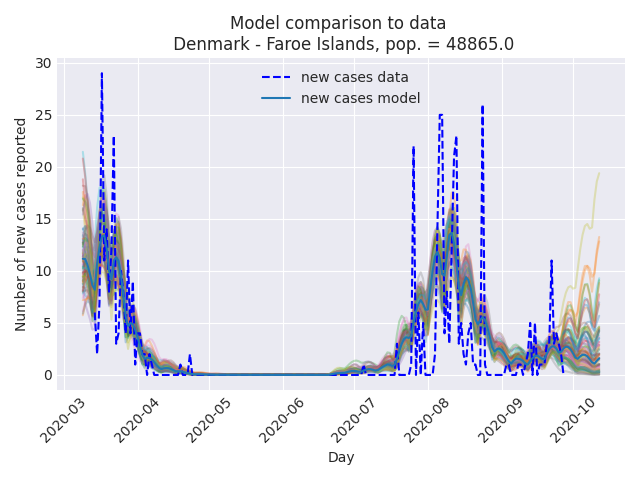 Model comparison to data
Denmark - Faroe Islands, pop. = 48865.0
new cases data
new cases model
Number of new cases reported
30
25
20
15
10
5
0
2020-03
2020-04
2020-05
2020-06
2020-07
2020-08
2020-09
2020-10
Day